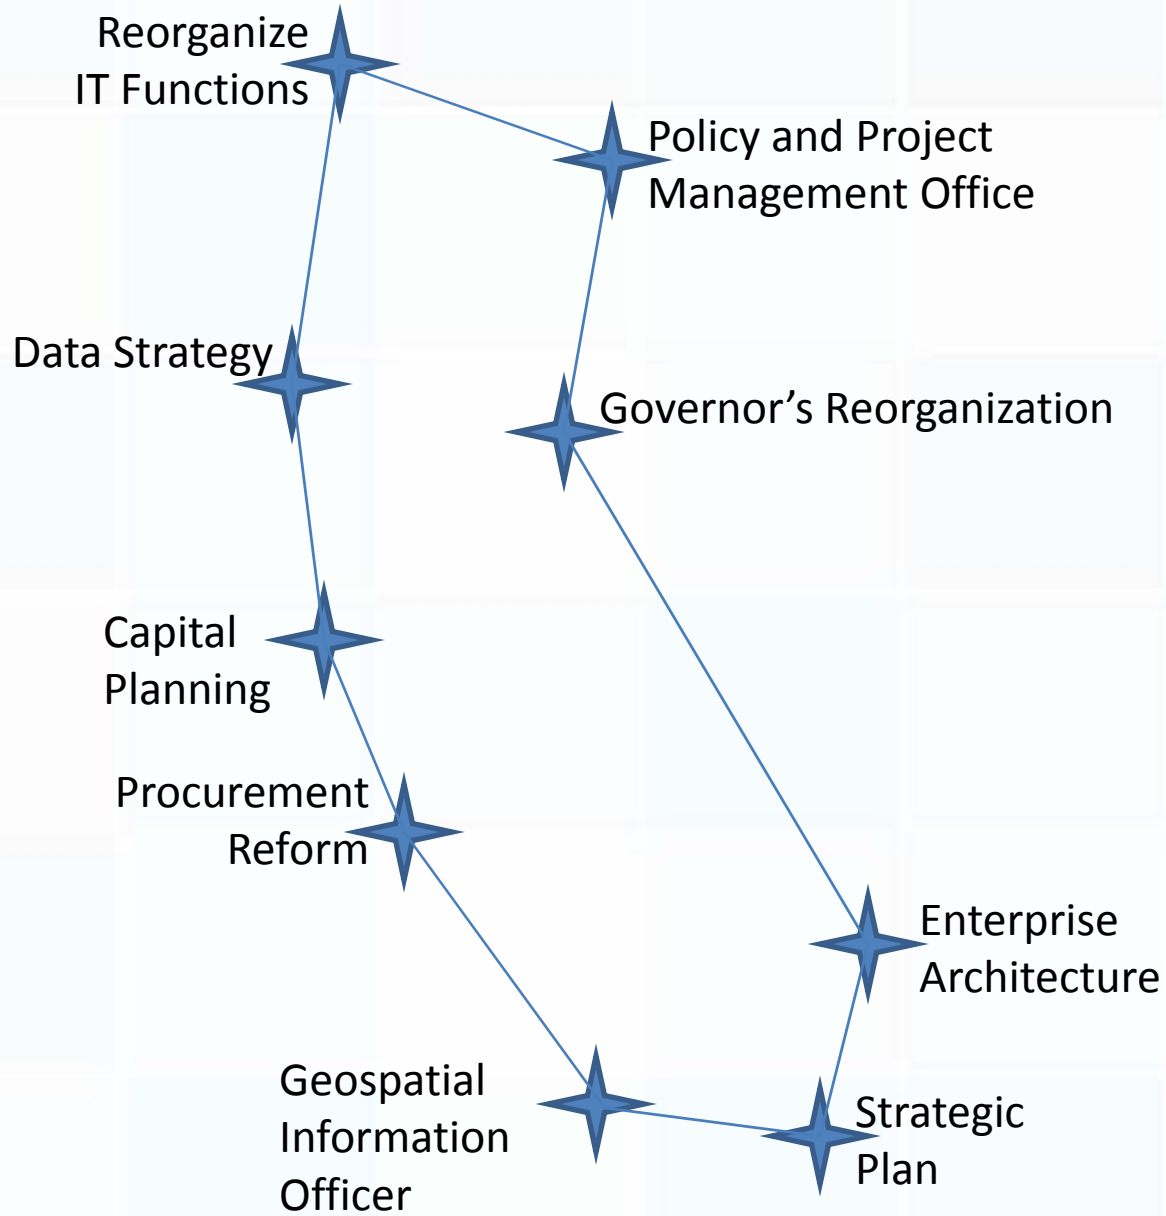 Reorganize
IT Functions
Policy and Project
Management Office
Data Strategy
Governor’s Reorganization
Capital
Planning
Procurement
Reform
Enterprise
Architecture
Geospatial
Information
Officer
Strategic
Plan